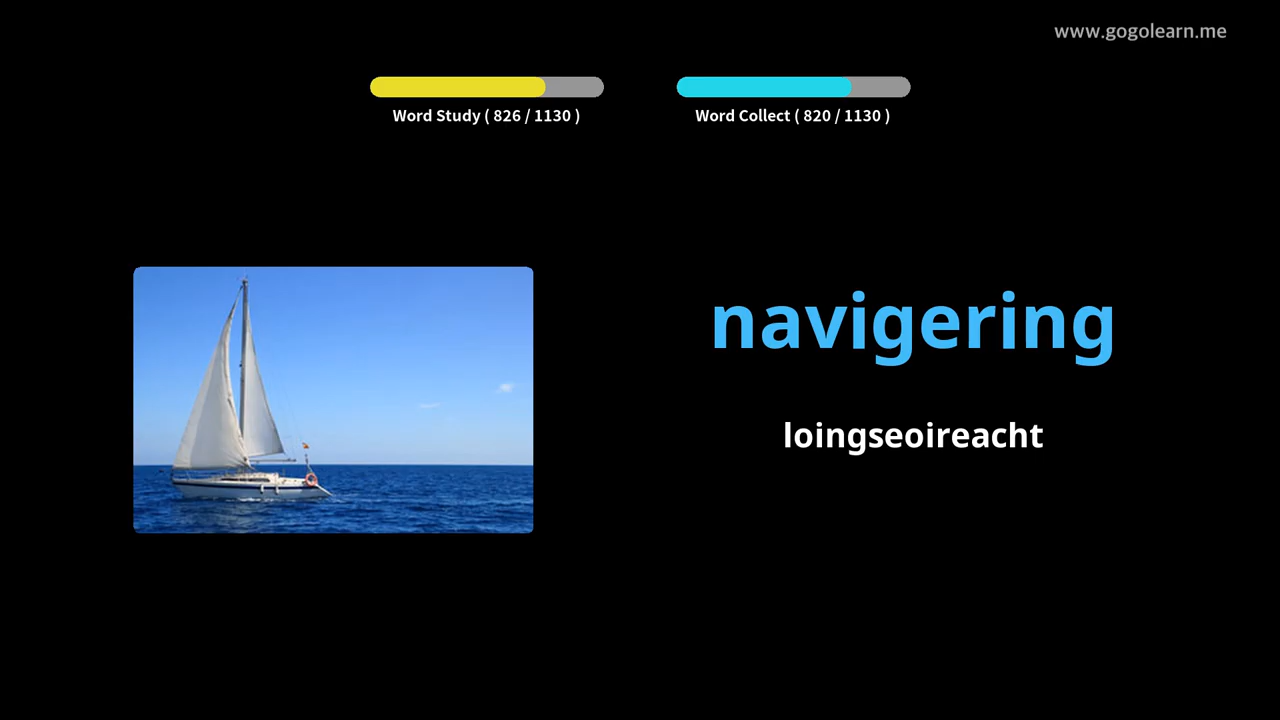 www.gogolearn.me
Word Study ( 826 / 1130 )
Word Collect ( 820 / 1130 )
navigering
loingseoireacht